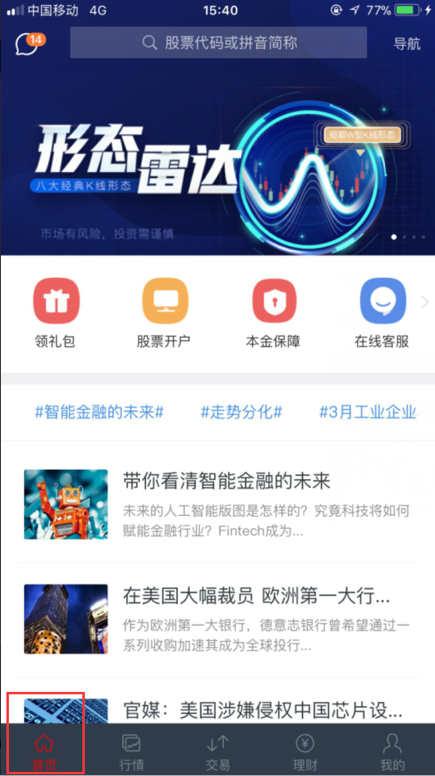 中国移动 4G 15:40 77%
14 股票代码或拼音简称 导航
形态雷达
八大经典K线形态
短期W型K线形态
市场有风险，投资需谨慎
领礼包 股票开户 本金保障 在线客服
#智能金融的未来# #走势分化# #3月工业企业
带你看清智能金融的未来
未来的人工智能版图是怎样的？究竟科技将如何
赋能金融行业？Fintech成为...
在美国大幅裁员 欧洲第一大行...
作为欧洲第一大银行，德意志银行曾希望通过一
系列收购加速其成为全球投行...
官媒：美国涉嫌侵权中国芯片设...
首页 行情 交易 理财 我的